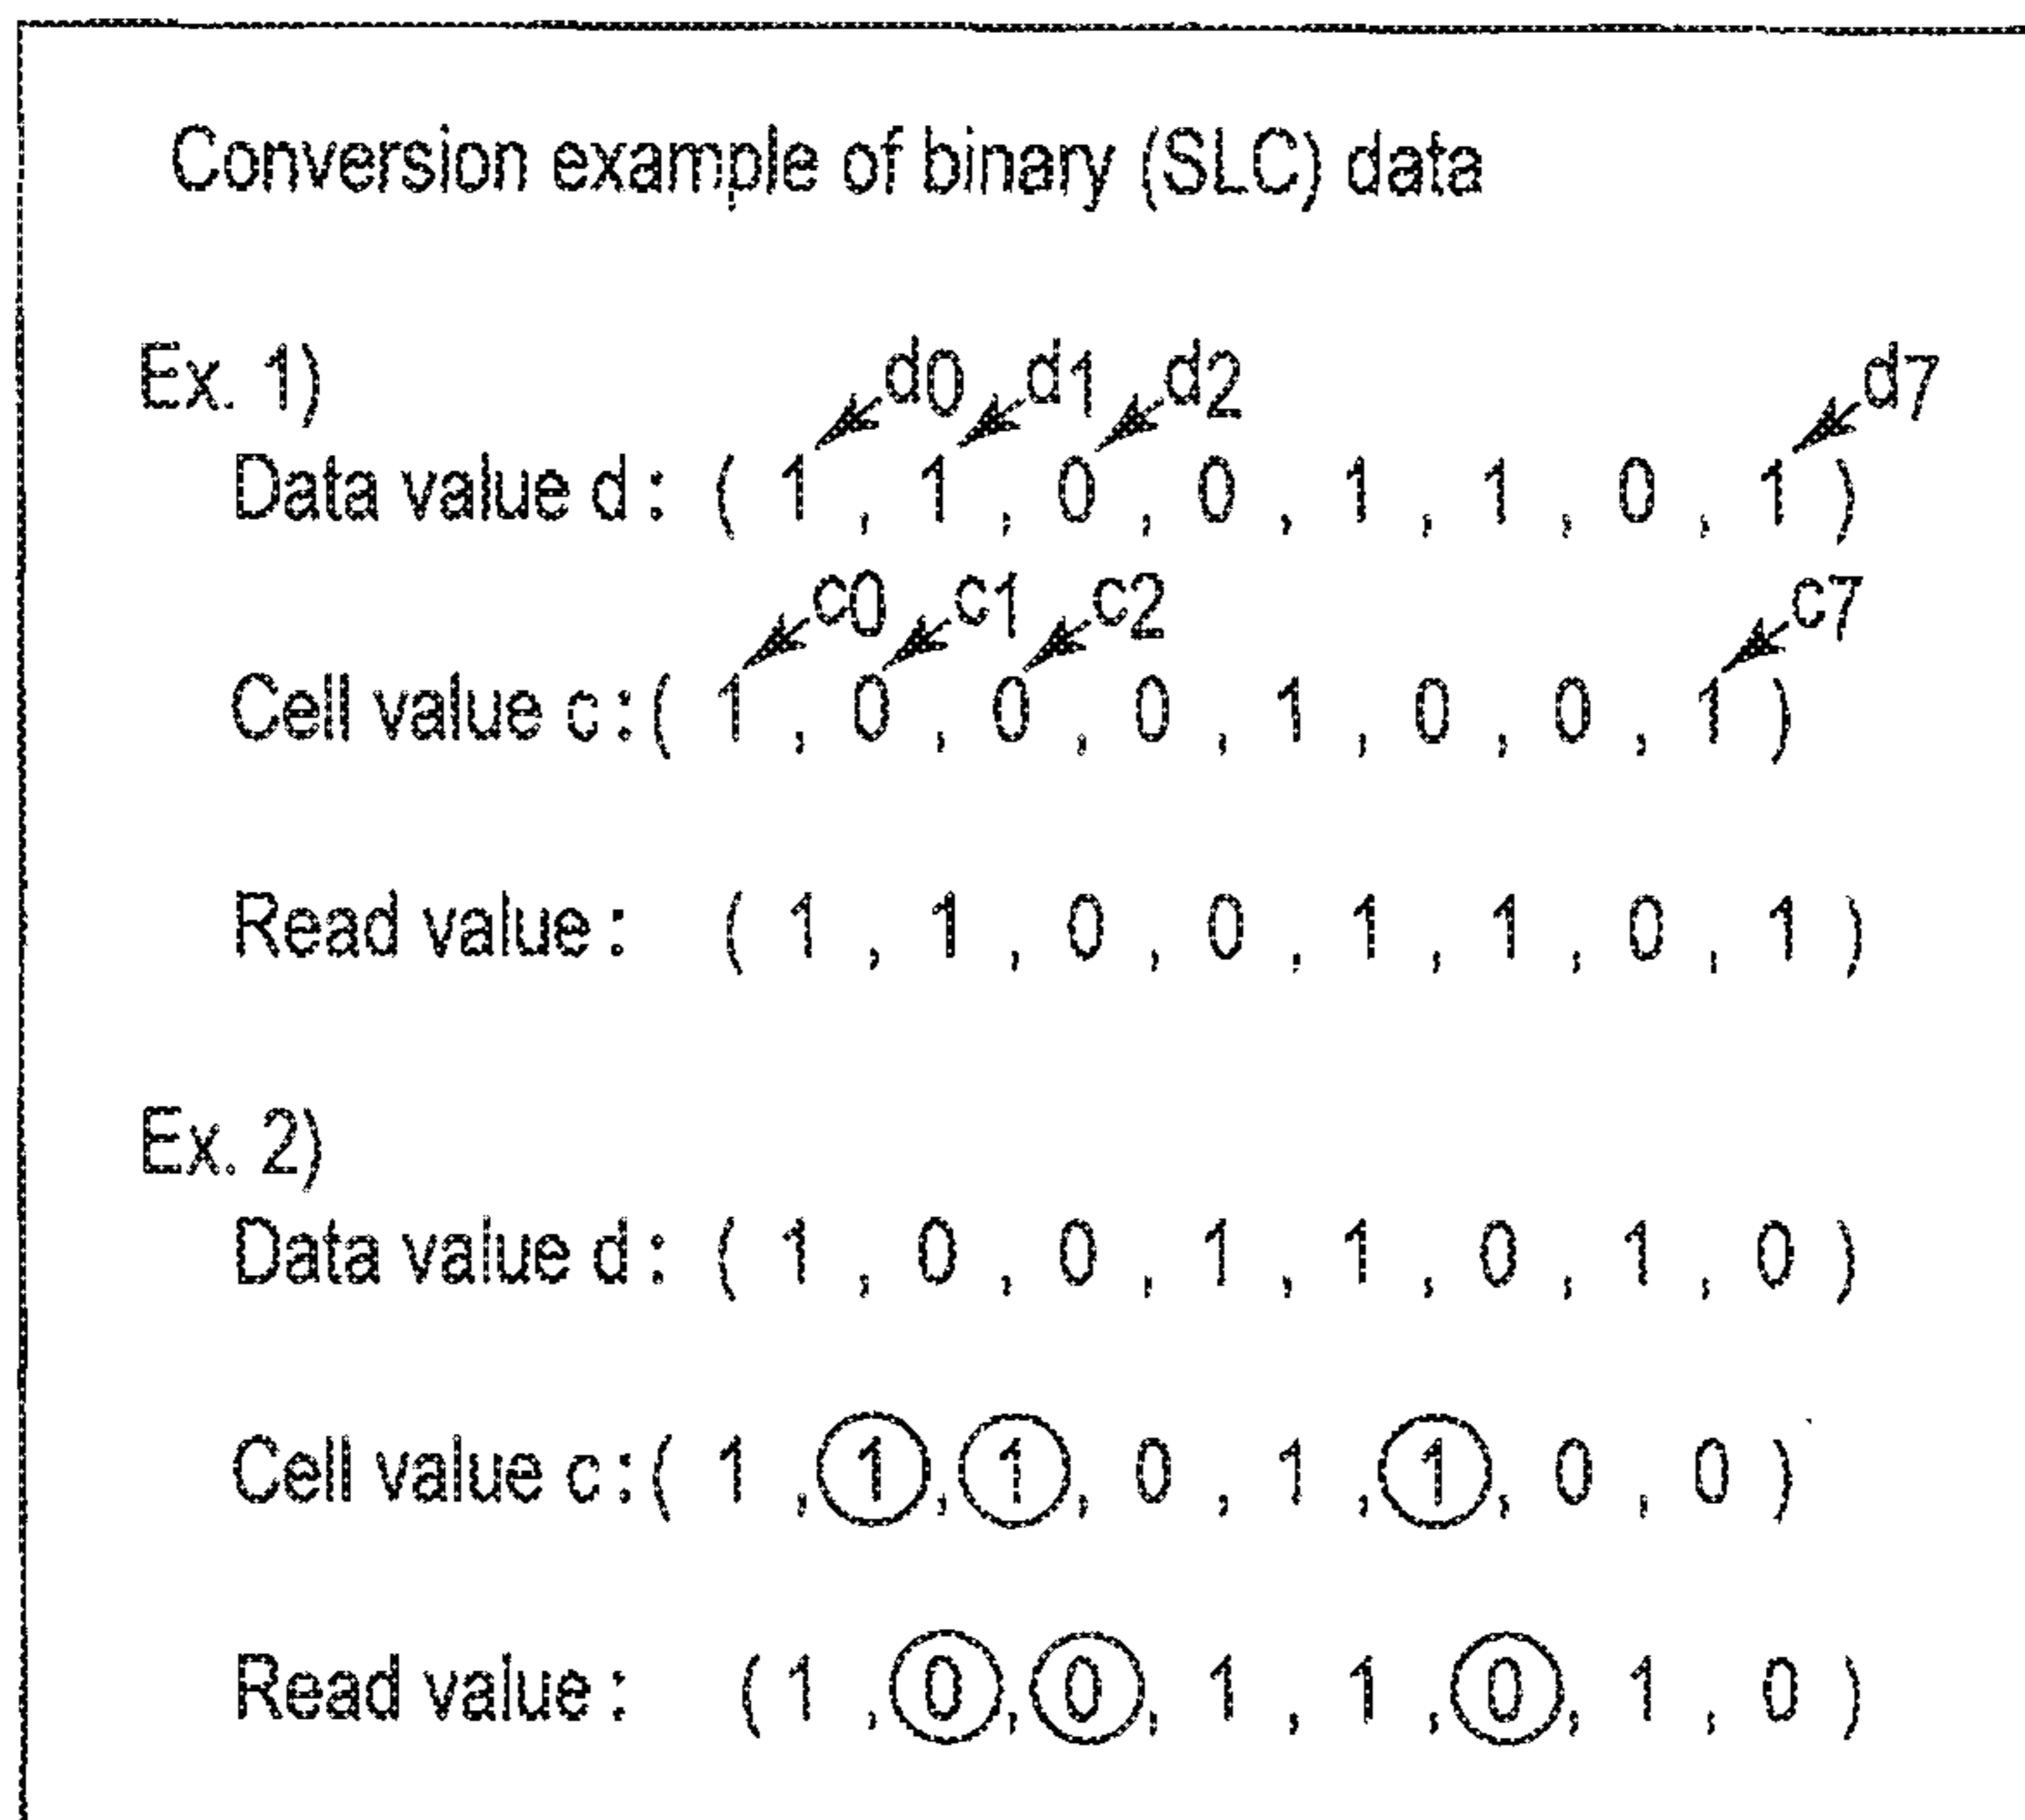 Conversion example of binary (SLC) data
Ex. 1)
d0 d1 d2 d7
Data value d : ( 1 , 1 , 0 , 0 , 1 , 1 , 0 , 1 )
c0 c1 c2 c7
Cell value c : ( 1 , 0 , 0 , 0 , 1 , 0 , 0 , 1 )
Read value : ( 1 , 1 , 0 , 0 , 1 , 1 , 0 , 1 )
Ex. 2)
Data value d : ( 1 , 0 , 0 , 1 , 1 , 0 , 1 , 0 )
Cell value c : ( 1 , 1 , 1 , 0 , 1 , 1 , 0 , 0 )
Read value : ( 1 , 0 , 0 , 1 , 1 , 0 , 1 , 0 )